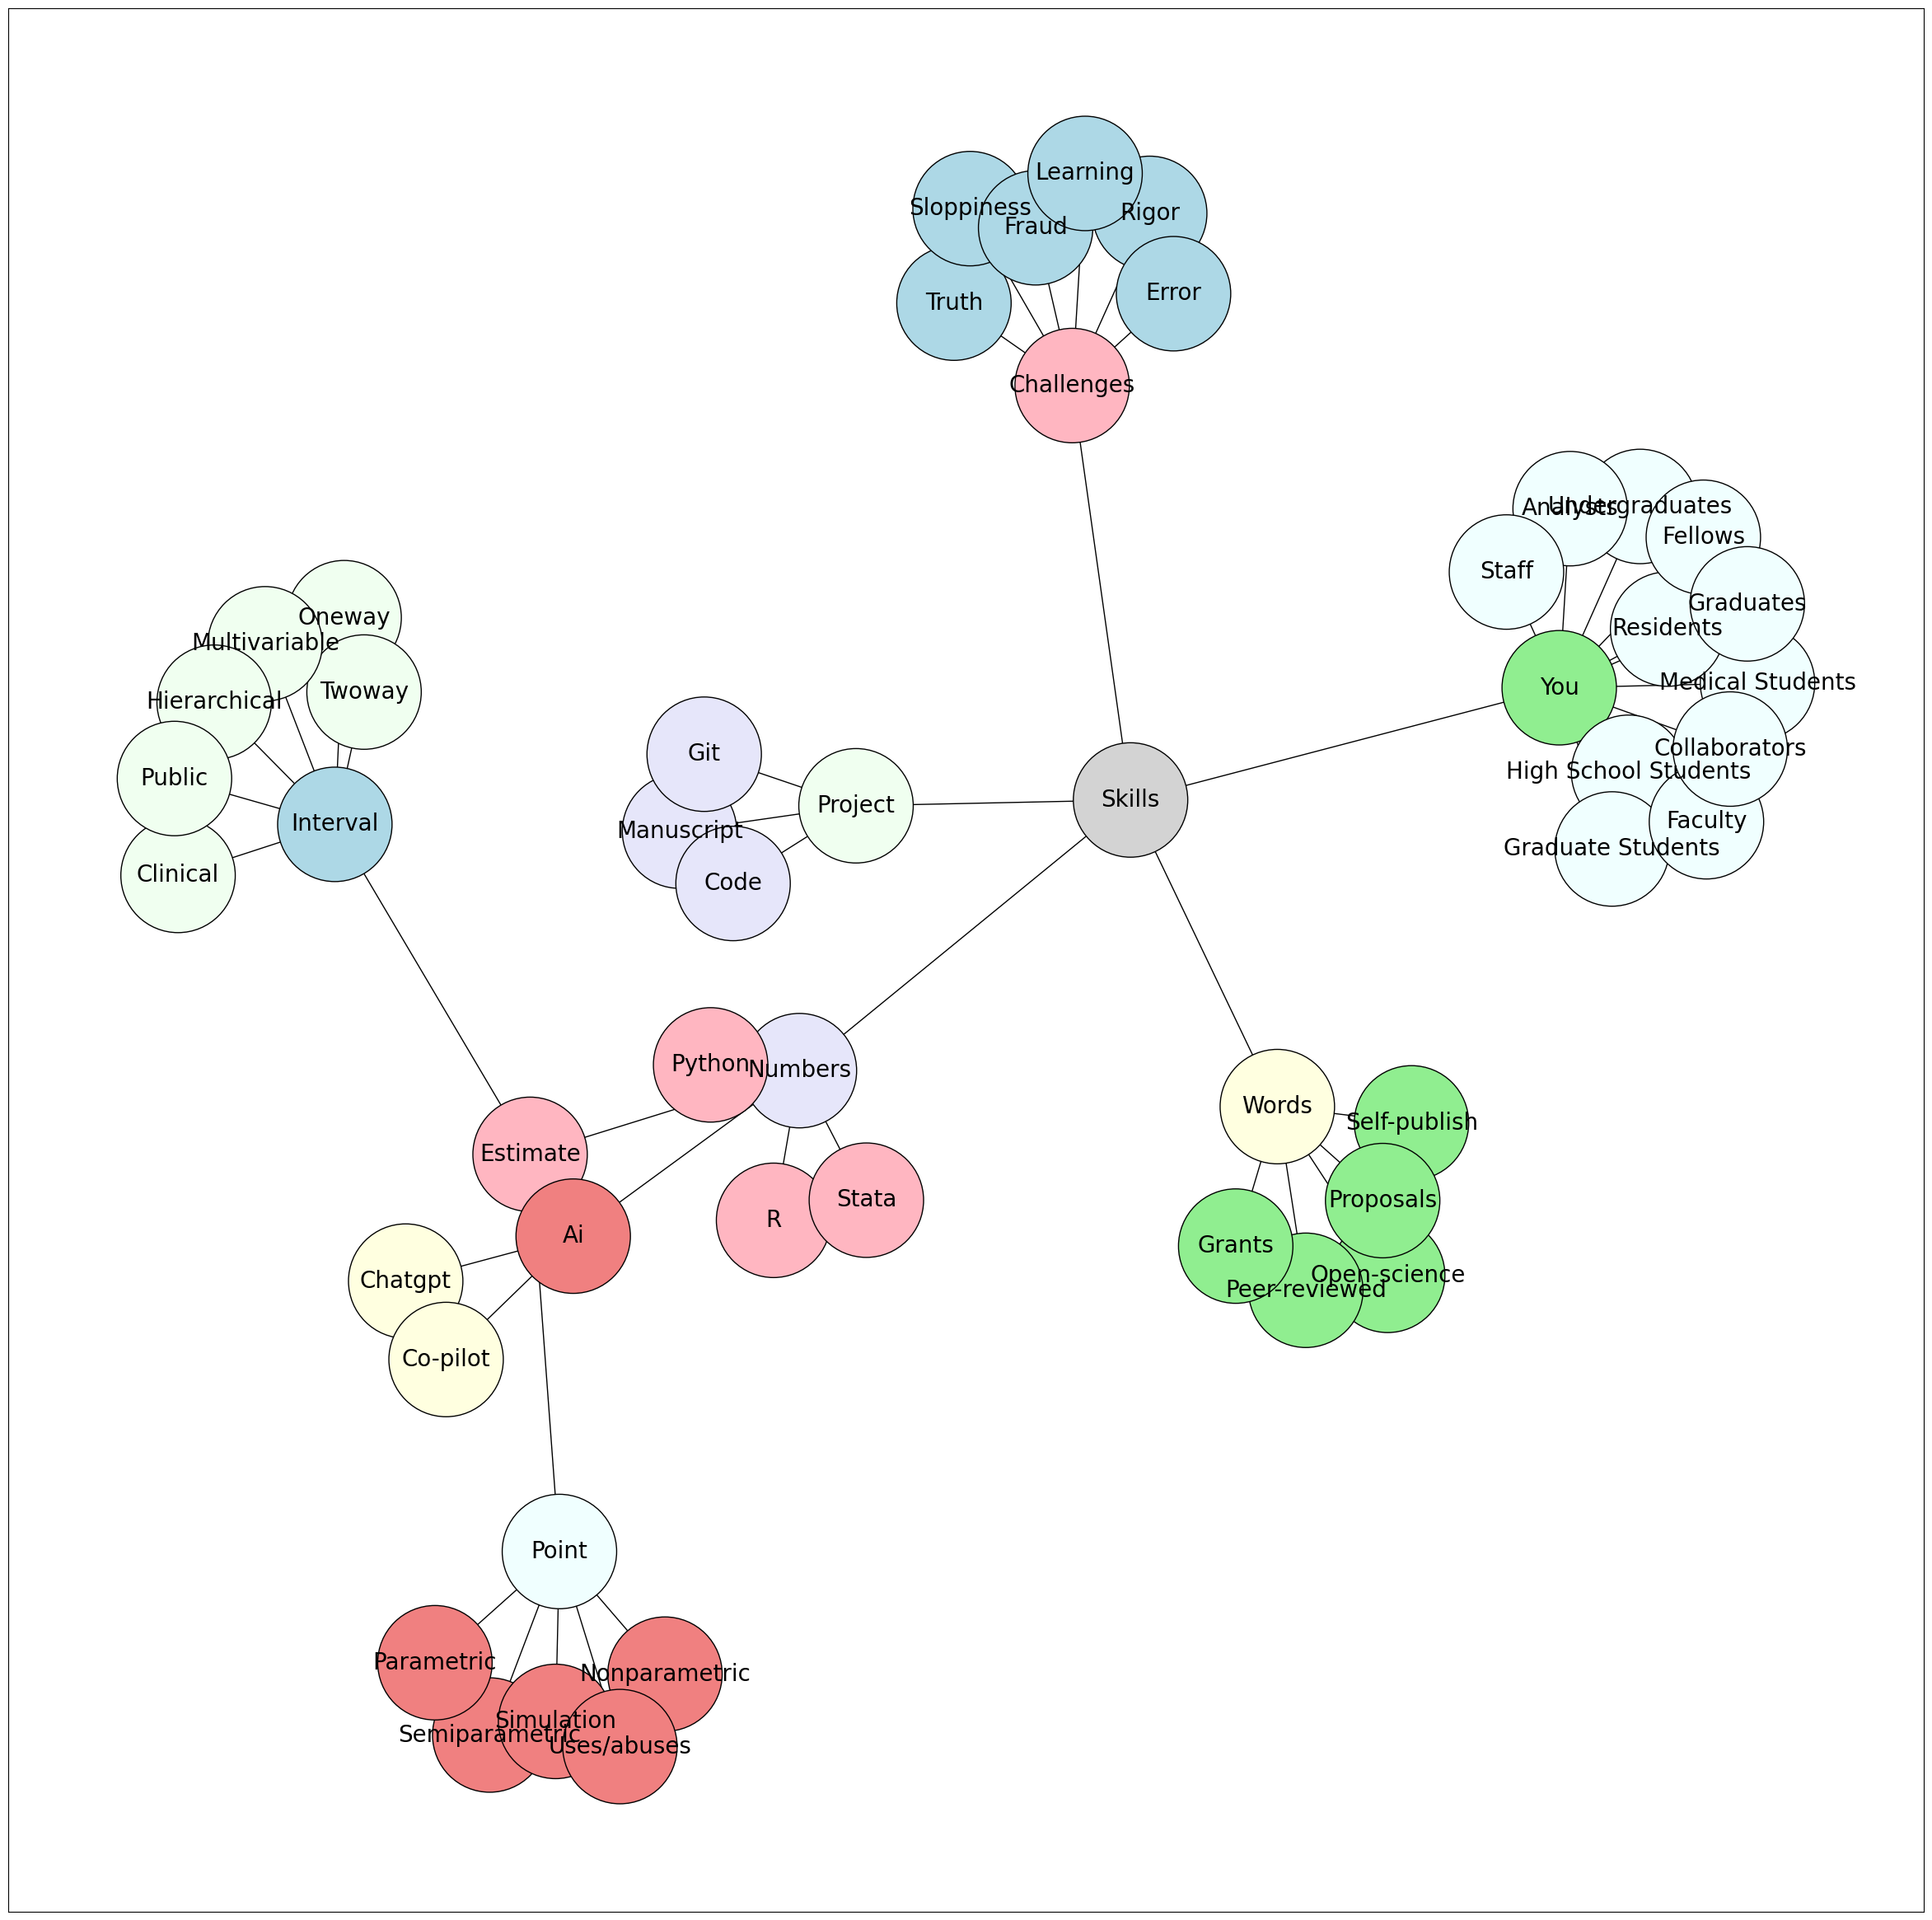 Learning
Sloppiness
Rigor
Fraud
Error
Truth
Challenges
Undergraduates
Analysts
Fellows
Staff
Graduates
Residents
Medical Students
You
Collaborators
High School Students
Faculty
Graduate Students
Oneway
Multivariable
Twoway
Hierarchical
Public
Interval
Clinical
Git
Skills
Project
Manuscript
Code
Python
Numbers
Estimate
R
Stata
Ai
Chatgpt
Co-pilot
Words
Self-publish
Proposals
Grants
Open-science
Peer-reviewed
Point
Parametric
Nonparametric
Simulation
Semiparametric
Uses/abuses